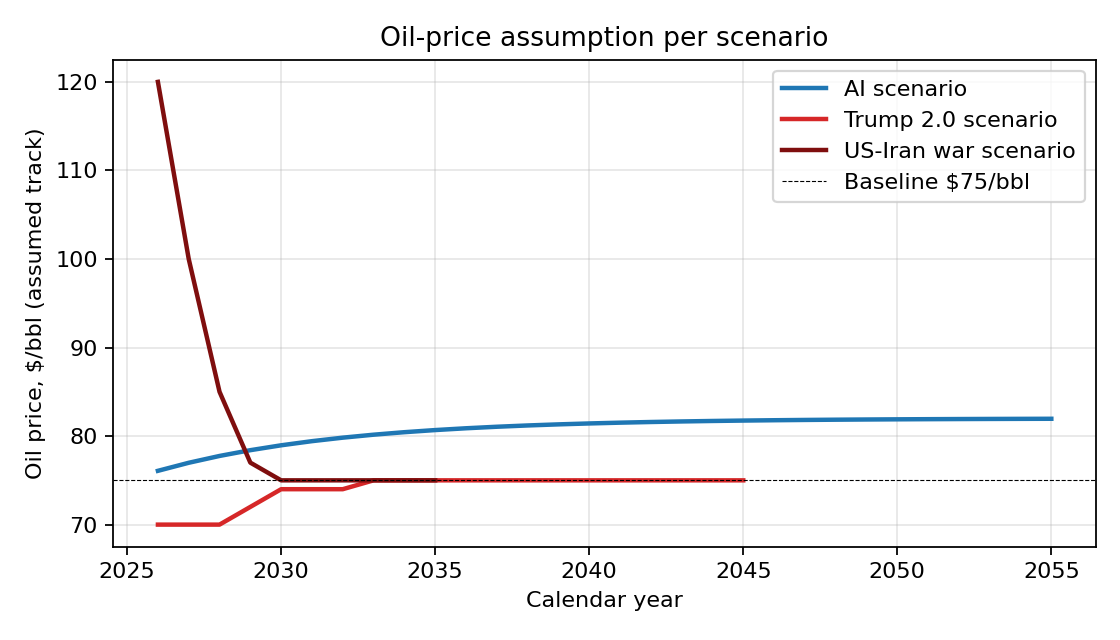 Oil-price assumption per scenario
AI scenario
Trump 2.0 scenario
US-Iran war scenario
Baseline $75/bbl
Oil price, $/bbl (assumed track)
120
110
100
90
80
70
2025
2030
2035
2040
2045
2050
2055
Calendar year